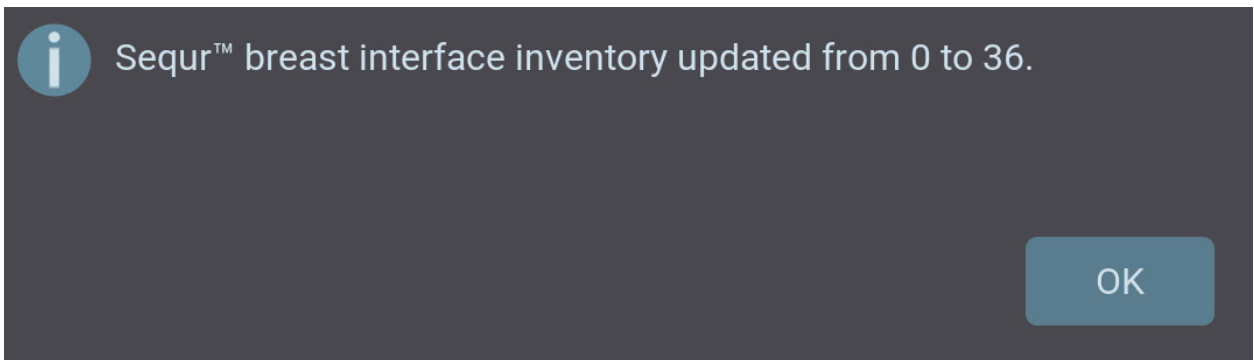 Sequr™ breast interface inventory updated from 0 to 36.
OK